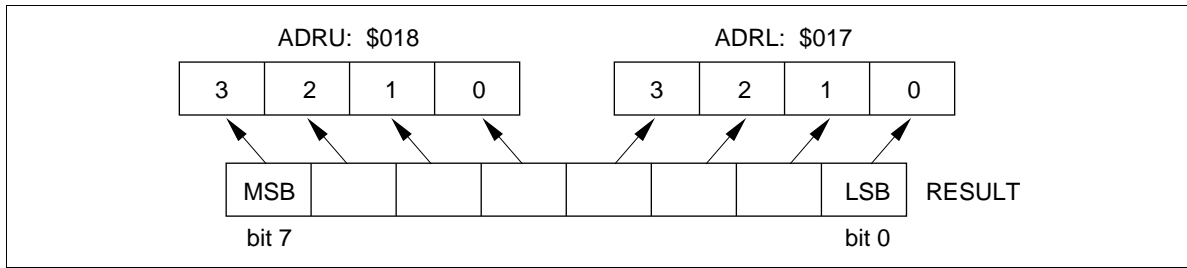 ADRU: $018 ADRL: $017
3 2 1 0 3 2 1 0
MSB LSB RESULT
bit 7 bit 0